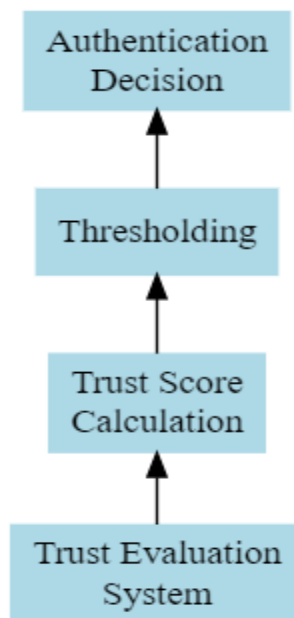 Authentication
Decision
Thresholding
Trust Score
Calculation
Trust Evaluation
System